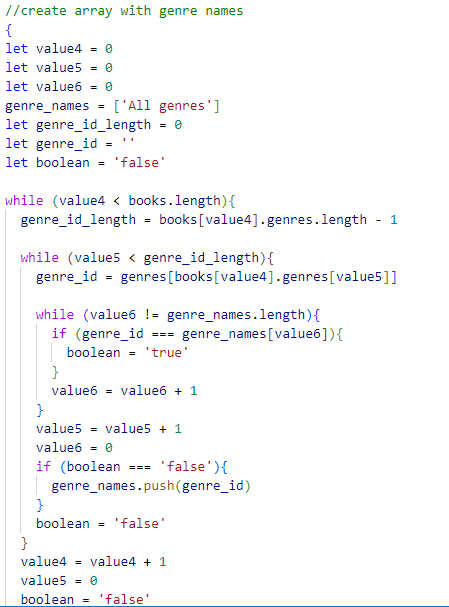 //create array with genre names
{
let value4 = 0
let value5 = 0
let value6 = 0
genre_names = ['All genres']
let genre_id_length = 0
let genre_id = ''
let boolean = 'false'

while (value4 < books.length){
  genre_id_length = books[value4].genres.length - 1

  while (value5 < genre_id_length){
    genre_id = genres[books[value4].genres[value5]]

    while (value6 != genre_names.length){
      if (genre_id === genre_names[value6]){
        boolean = 'true'
      }
      value6 = value6 + 1
    }
    value5 = value5 + 1
    value6 = 0
    if (boolean === 'false'){
      genre_names.push(genre_id)
    }
    boolean = 'false'
  }
  value4 = value4 + 1
  value5 = 0
  boolean = 'false'